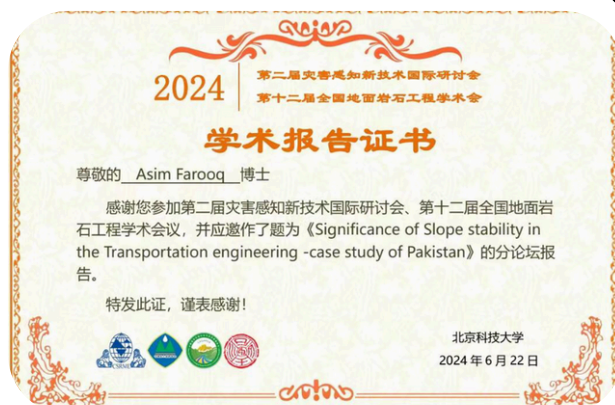 2024
第二届灾害感知新技术国际研讨会
第十二届全国地面岩石工程学术会
学术报告证书
尊敬的 Asim Farooq 博士
感谢您参加第二届灾害感知新技术国际研讨会、第十二届全国地面岩
石工程学术会议，并应邀作了题为《Significance of Slope stability in
the Transportation engineering -case study of Pakistan》的分论坛报
告。
特发此证，谨表感谢！
北京科技大学
2024 年 6 月 22 日